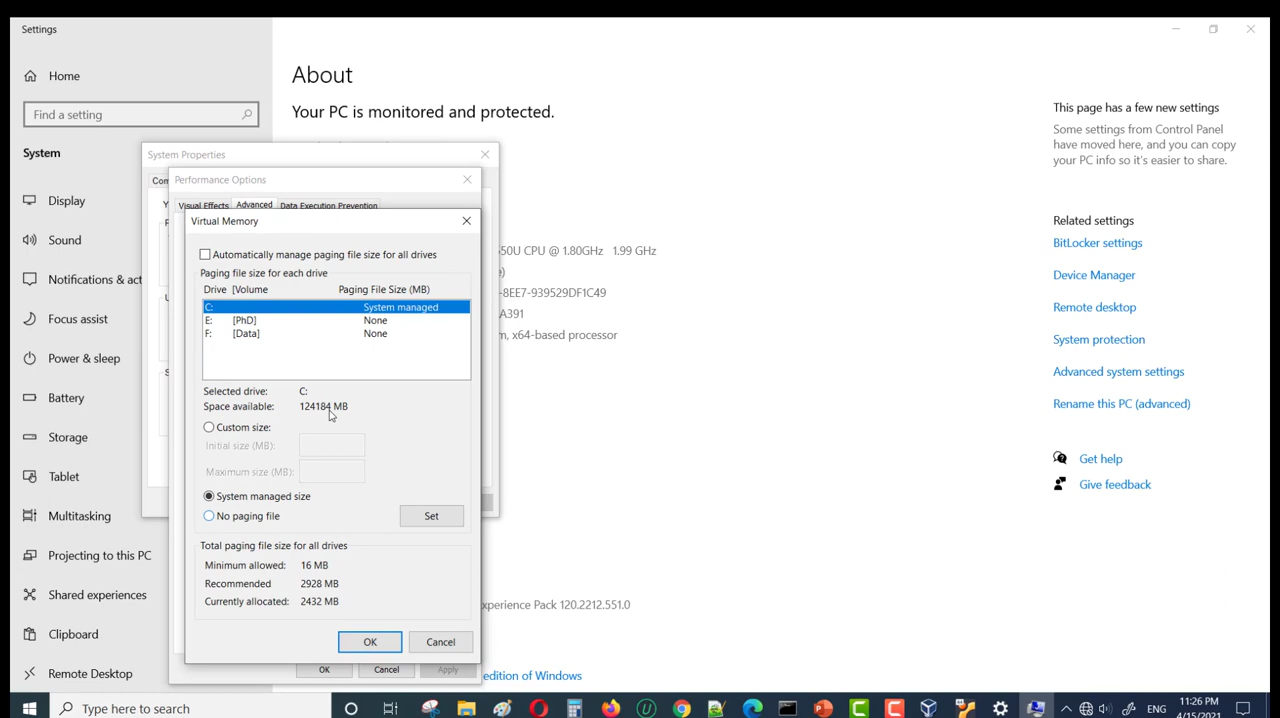 Settings
Home
Find a setting
System
Display
Sound
Notifications & act
Focus assist
Power & sleep
Battery
Storage
Tablet
Multitasking
Projecting to this PC
Shared experiences
Clipboard
Remote Desktop
About
Your PC is monitored and protected.
50U CPU @ 1.80GHz 1.99 GHz
-8EE7-939529DF1C49
A391
m, x64-based processor
xperience Pack 120.2212.551.0
edition of Windows
System Properties
Com
Performance Options
Visual Effects Advanced Data Execution Prevention
Virtual Memory
Automatically manage paging file size for all drives
Paging file size for each drive
Drive [Volume Paging File Size (MB)
C: System managed
E: [PhD] None
F: [Data] None
Selected drive: C:
Space available: 124184 MB
Custom size:
Initial size (MB):
Maximum size (MB):
System managed size
No paging file Set
Total paging file size for all drives
Minimum allowed: 16 MB
Recommended 2928 MB
Currently allocated: 2432 MB
OK Cancel
OK Cancel Apply
This page has a few new settings
Some settings from Control Panel
have moved here, and you can copy
your PC info so it's easier to share.
Related settings
BitLocker settings
Device Manager
Remote desktop
System protection
Advanced system settings
Rename this PC (advanced)
Get help
Give feedback
Type here to search
ENG
11:26 PM
4/15/2021